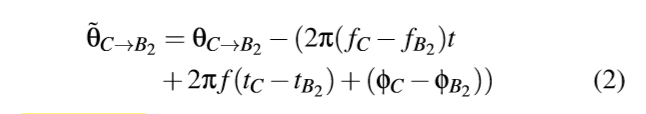 θ̃_{C→B₂} = θ_{C→B₂} − (2π(f_C − f_{B₂})t
+ 2πf(t_C − t_{B₂}) + (ϕ_C − ϕ_{B₂})) (2)